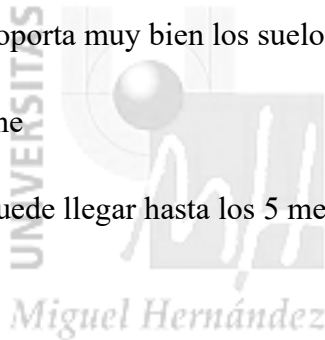 oporta muy bien los suelo
ne
uede llegar hasta los 5 me
UNIVERSITAS
Miguel Hernández